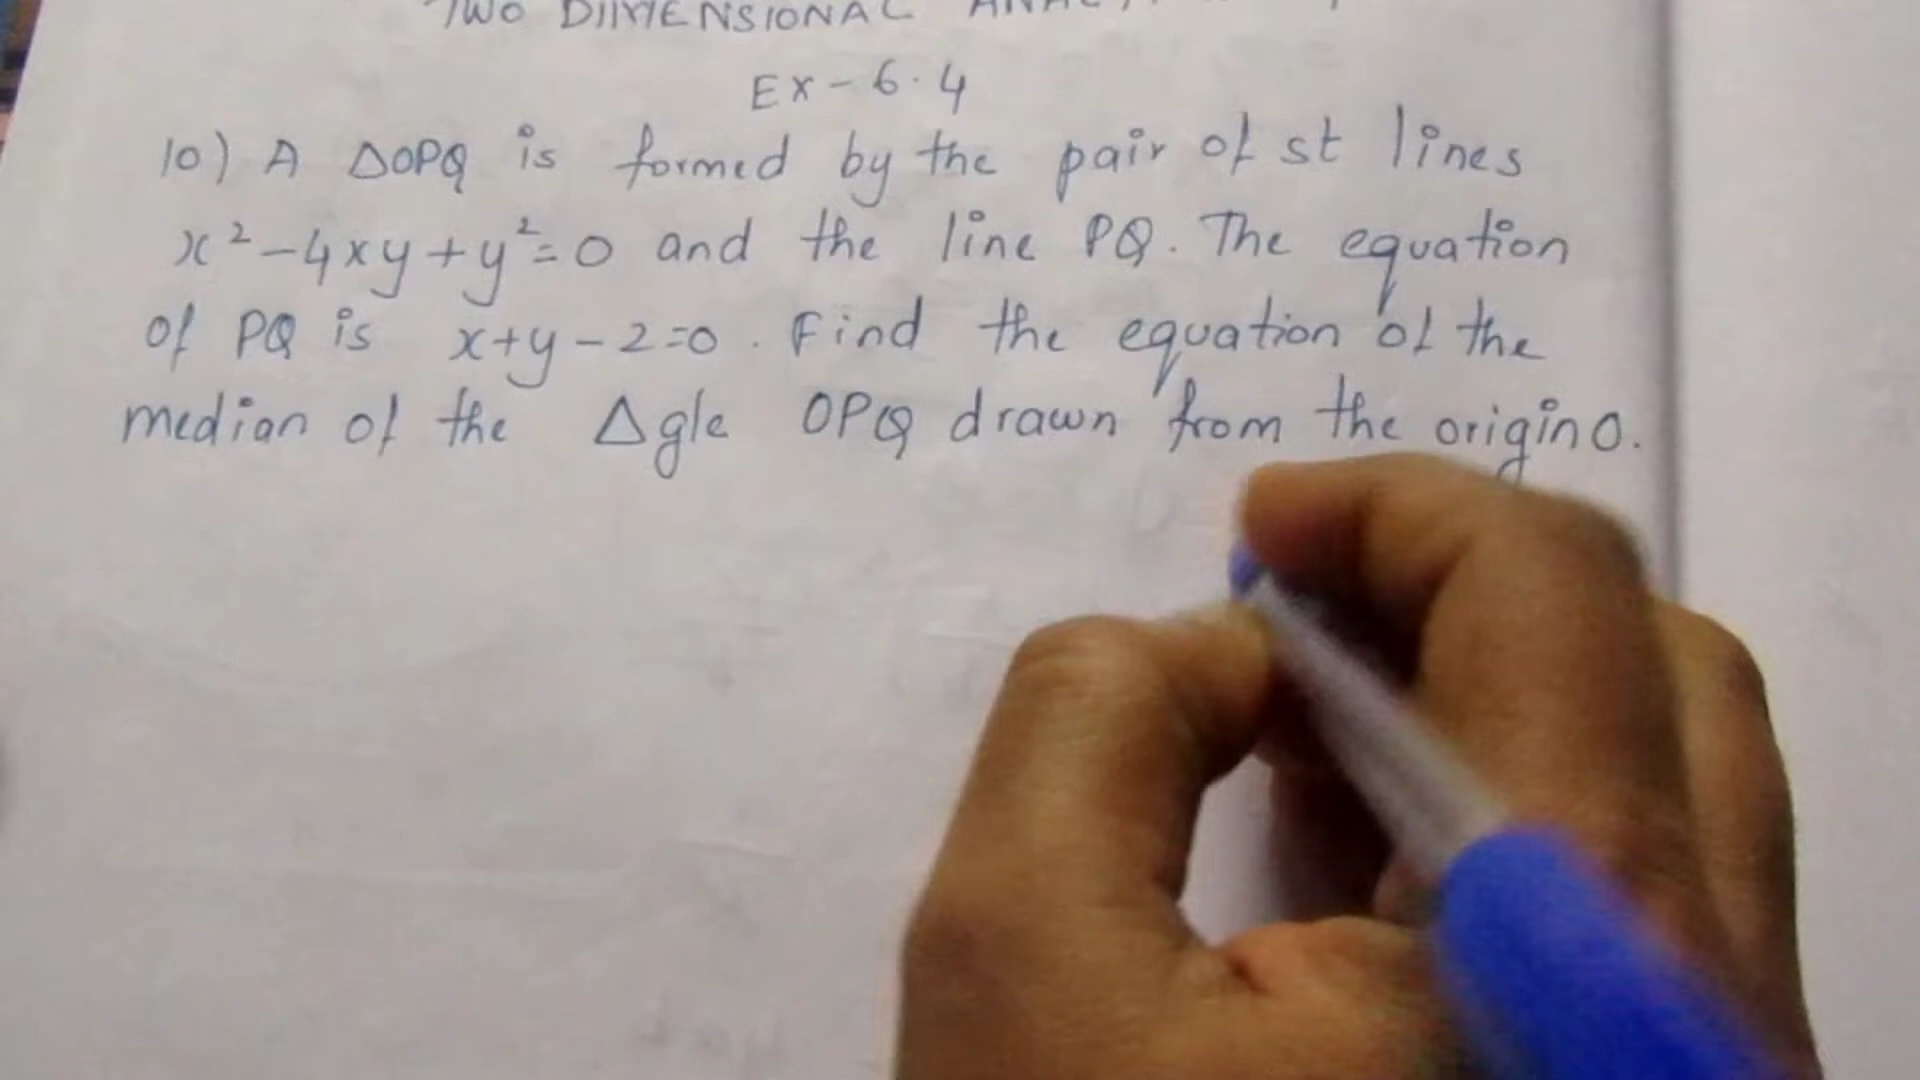 TWO DIMENSIONAL
Ex-6.4
10) A ΔOPQ is formed by the pair of st lines
x²-4xy+y²=0 and the line PQ. The equation
of PQ is x+y-2=0. Find the equation of the
median of the Δgle OPQ drawn from the origin O.